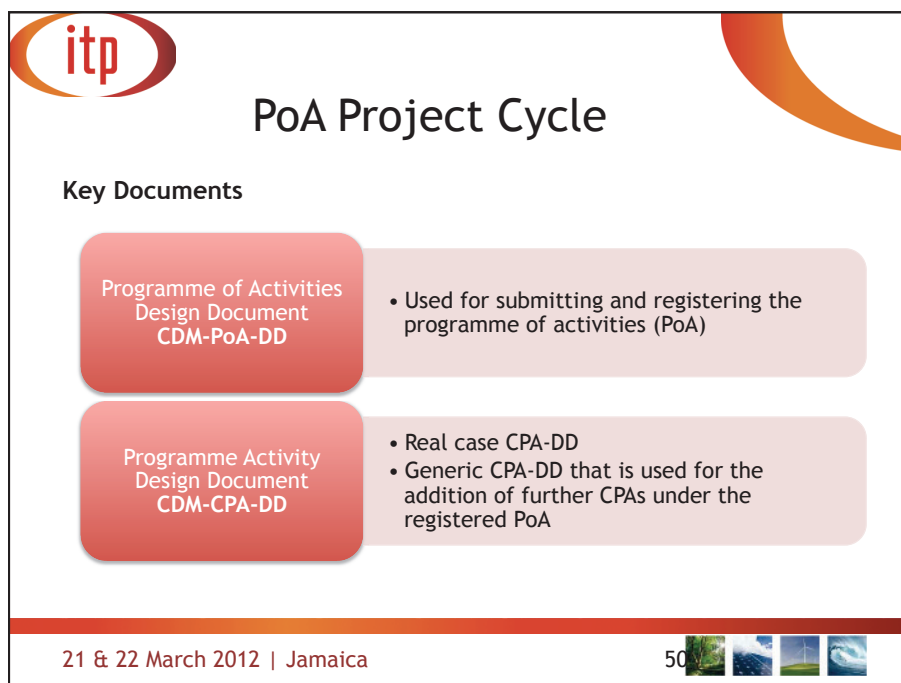 itp
PoA Project Cycle
Key Documents
Programme of Activities
Design Document
CDM-PoA-DD
• Used for submitting and registering the
programme of activities (PoA)
Programme Activity
Design Document
CDM-CPA-DD
• Real case CPA-DD
• Generic CPA-DD that is used for the
addition of further CPAs under the
registered PoA
21 & 22 March 2012 | Jamaica
50